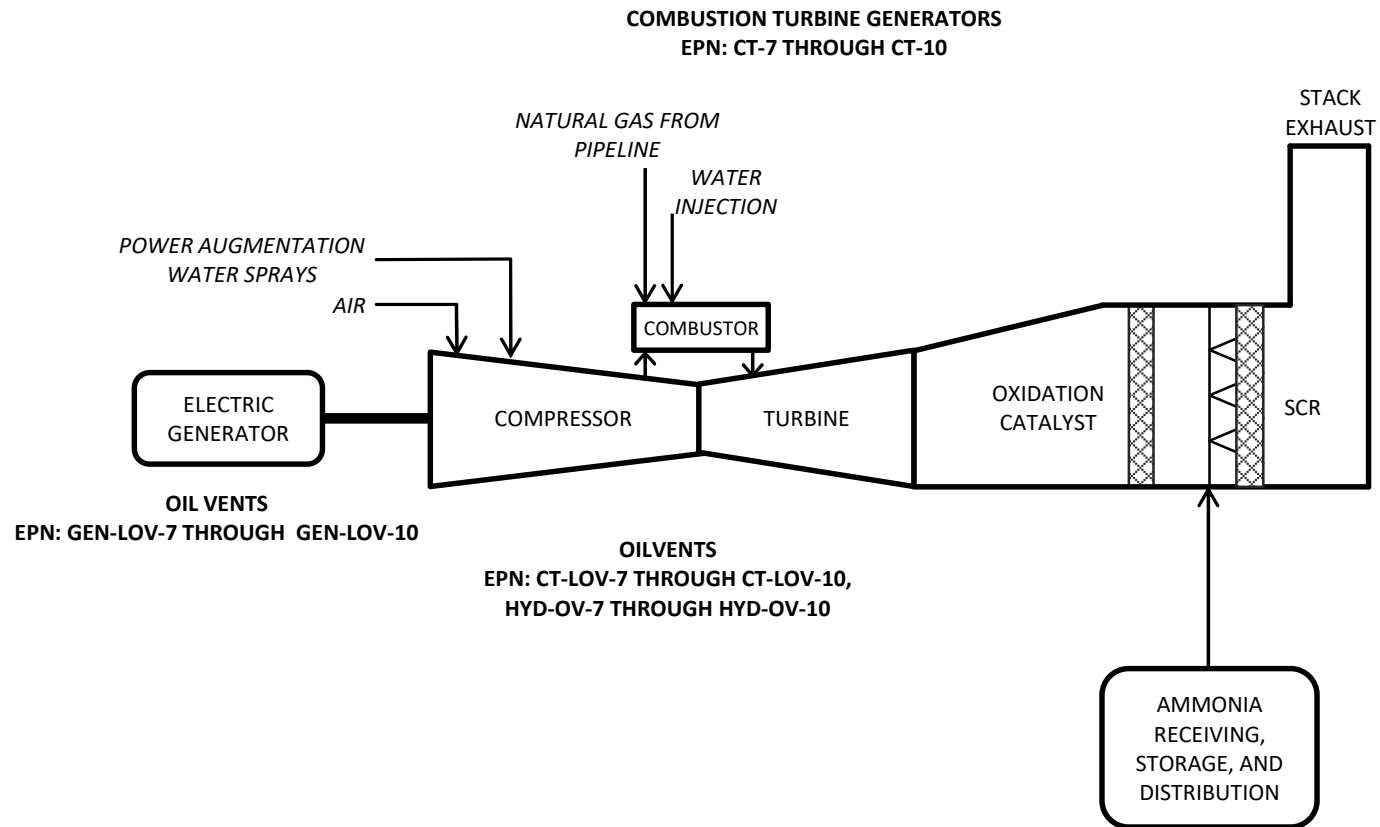 COMBUSTION TURBINE GENERATORS
EPN: CT-7 THROUGH CT-10
STACK
EXHAUST
NATURAL GAS FROM
PIPELINE
WATER
INJECTION
POWER AUGMENTATION
WATER SPRAYS
AIR
COMBUSTOR
ELECTRIC
GENERATOR
COMPRESSOR
TURBINE
OXIDATION
CATALYST
SCR
OIL VENTS
EPN: GEN-LOV-7 THROUGH GEN-LOV-10
OILVENTS
EPN: CT-LOV-7 THROUGH CT-LOV-10,
HYD-OV-7 THROUGH HYD-OV-10
AMMONIA
RECEIVING,
STORAGE, AND
DISTRIBUTION